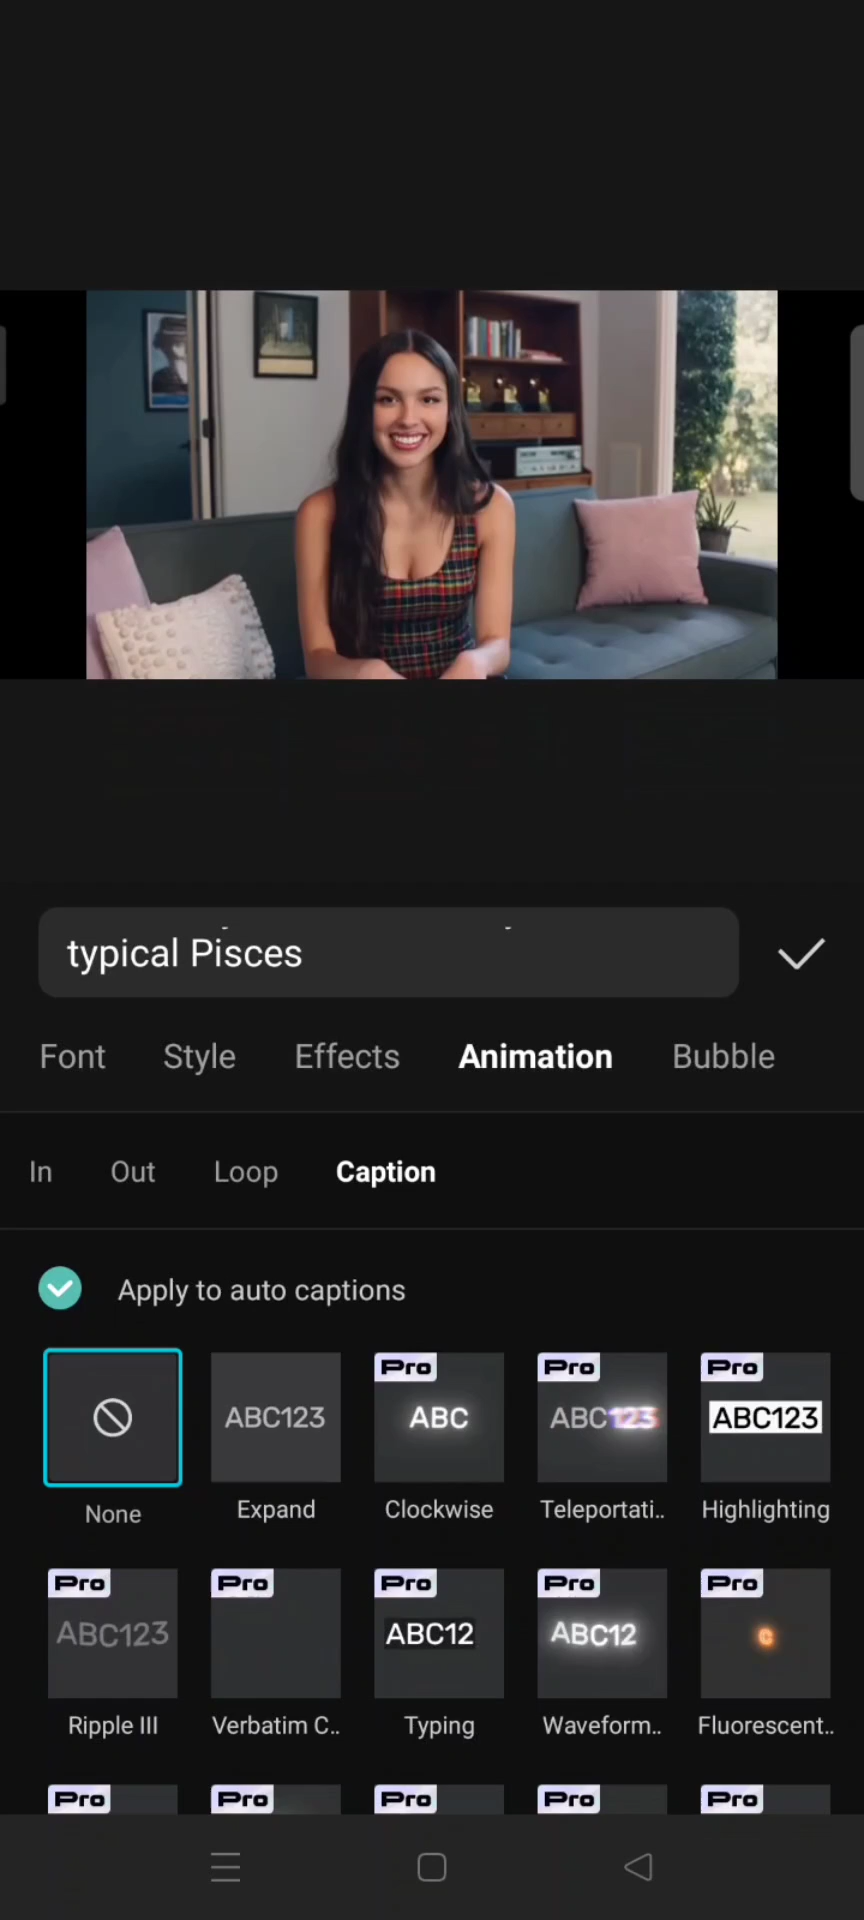 typical Pisces
Font Style Effects Animation Bubble
In Out Loop Caption
Apply to auto captions
Pro Pro Pro
ABC123 ABC ABC123 ABC123
None Expand Clockwise Teleportati.. Highlighting
Pro Pro Pro Pro Pro
ABC123 ABC12 ABC12 C
Ripple III Verbatim C.. Typing Waveform.. Fluorescent..
Pro Pro Pro Pro Pro